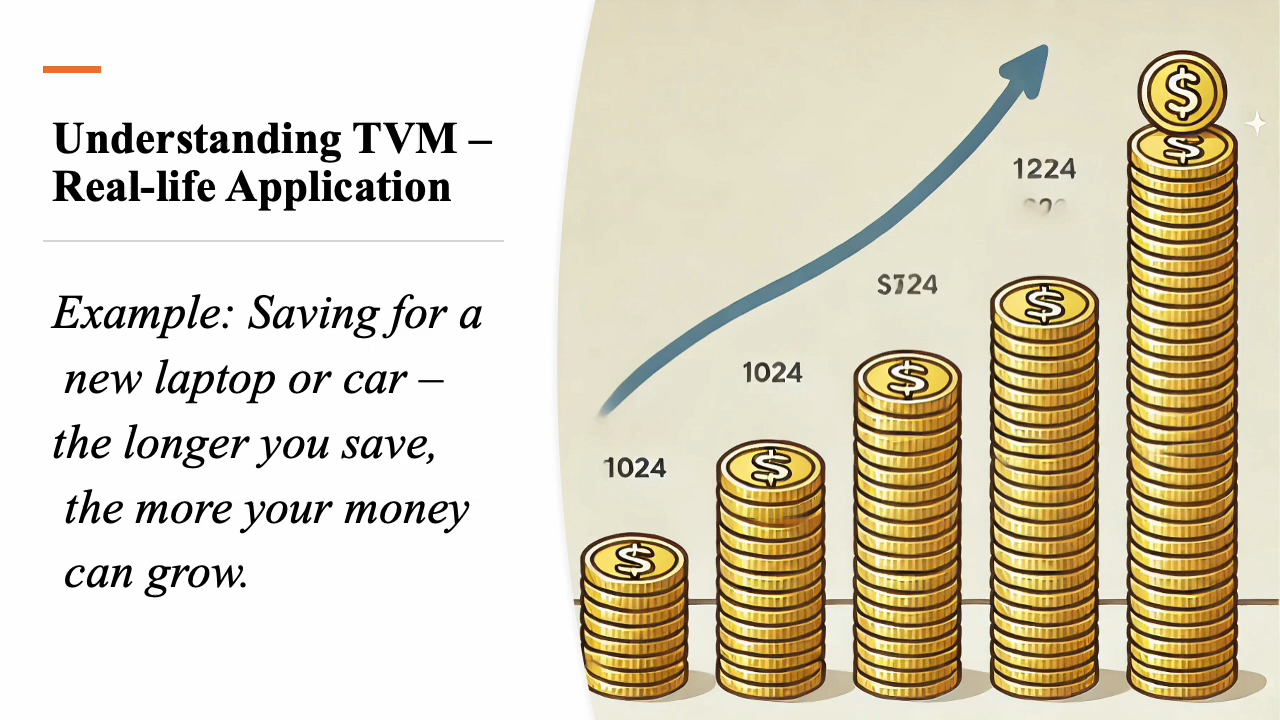 Understanding TVM –
Real-life Application
Example: Saving for a
new laptop or car –
the longer you save,
the more your money
can grow.
1224
$724
1024
1024
$
$
$
$
$
$